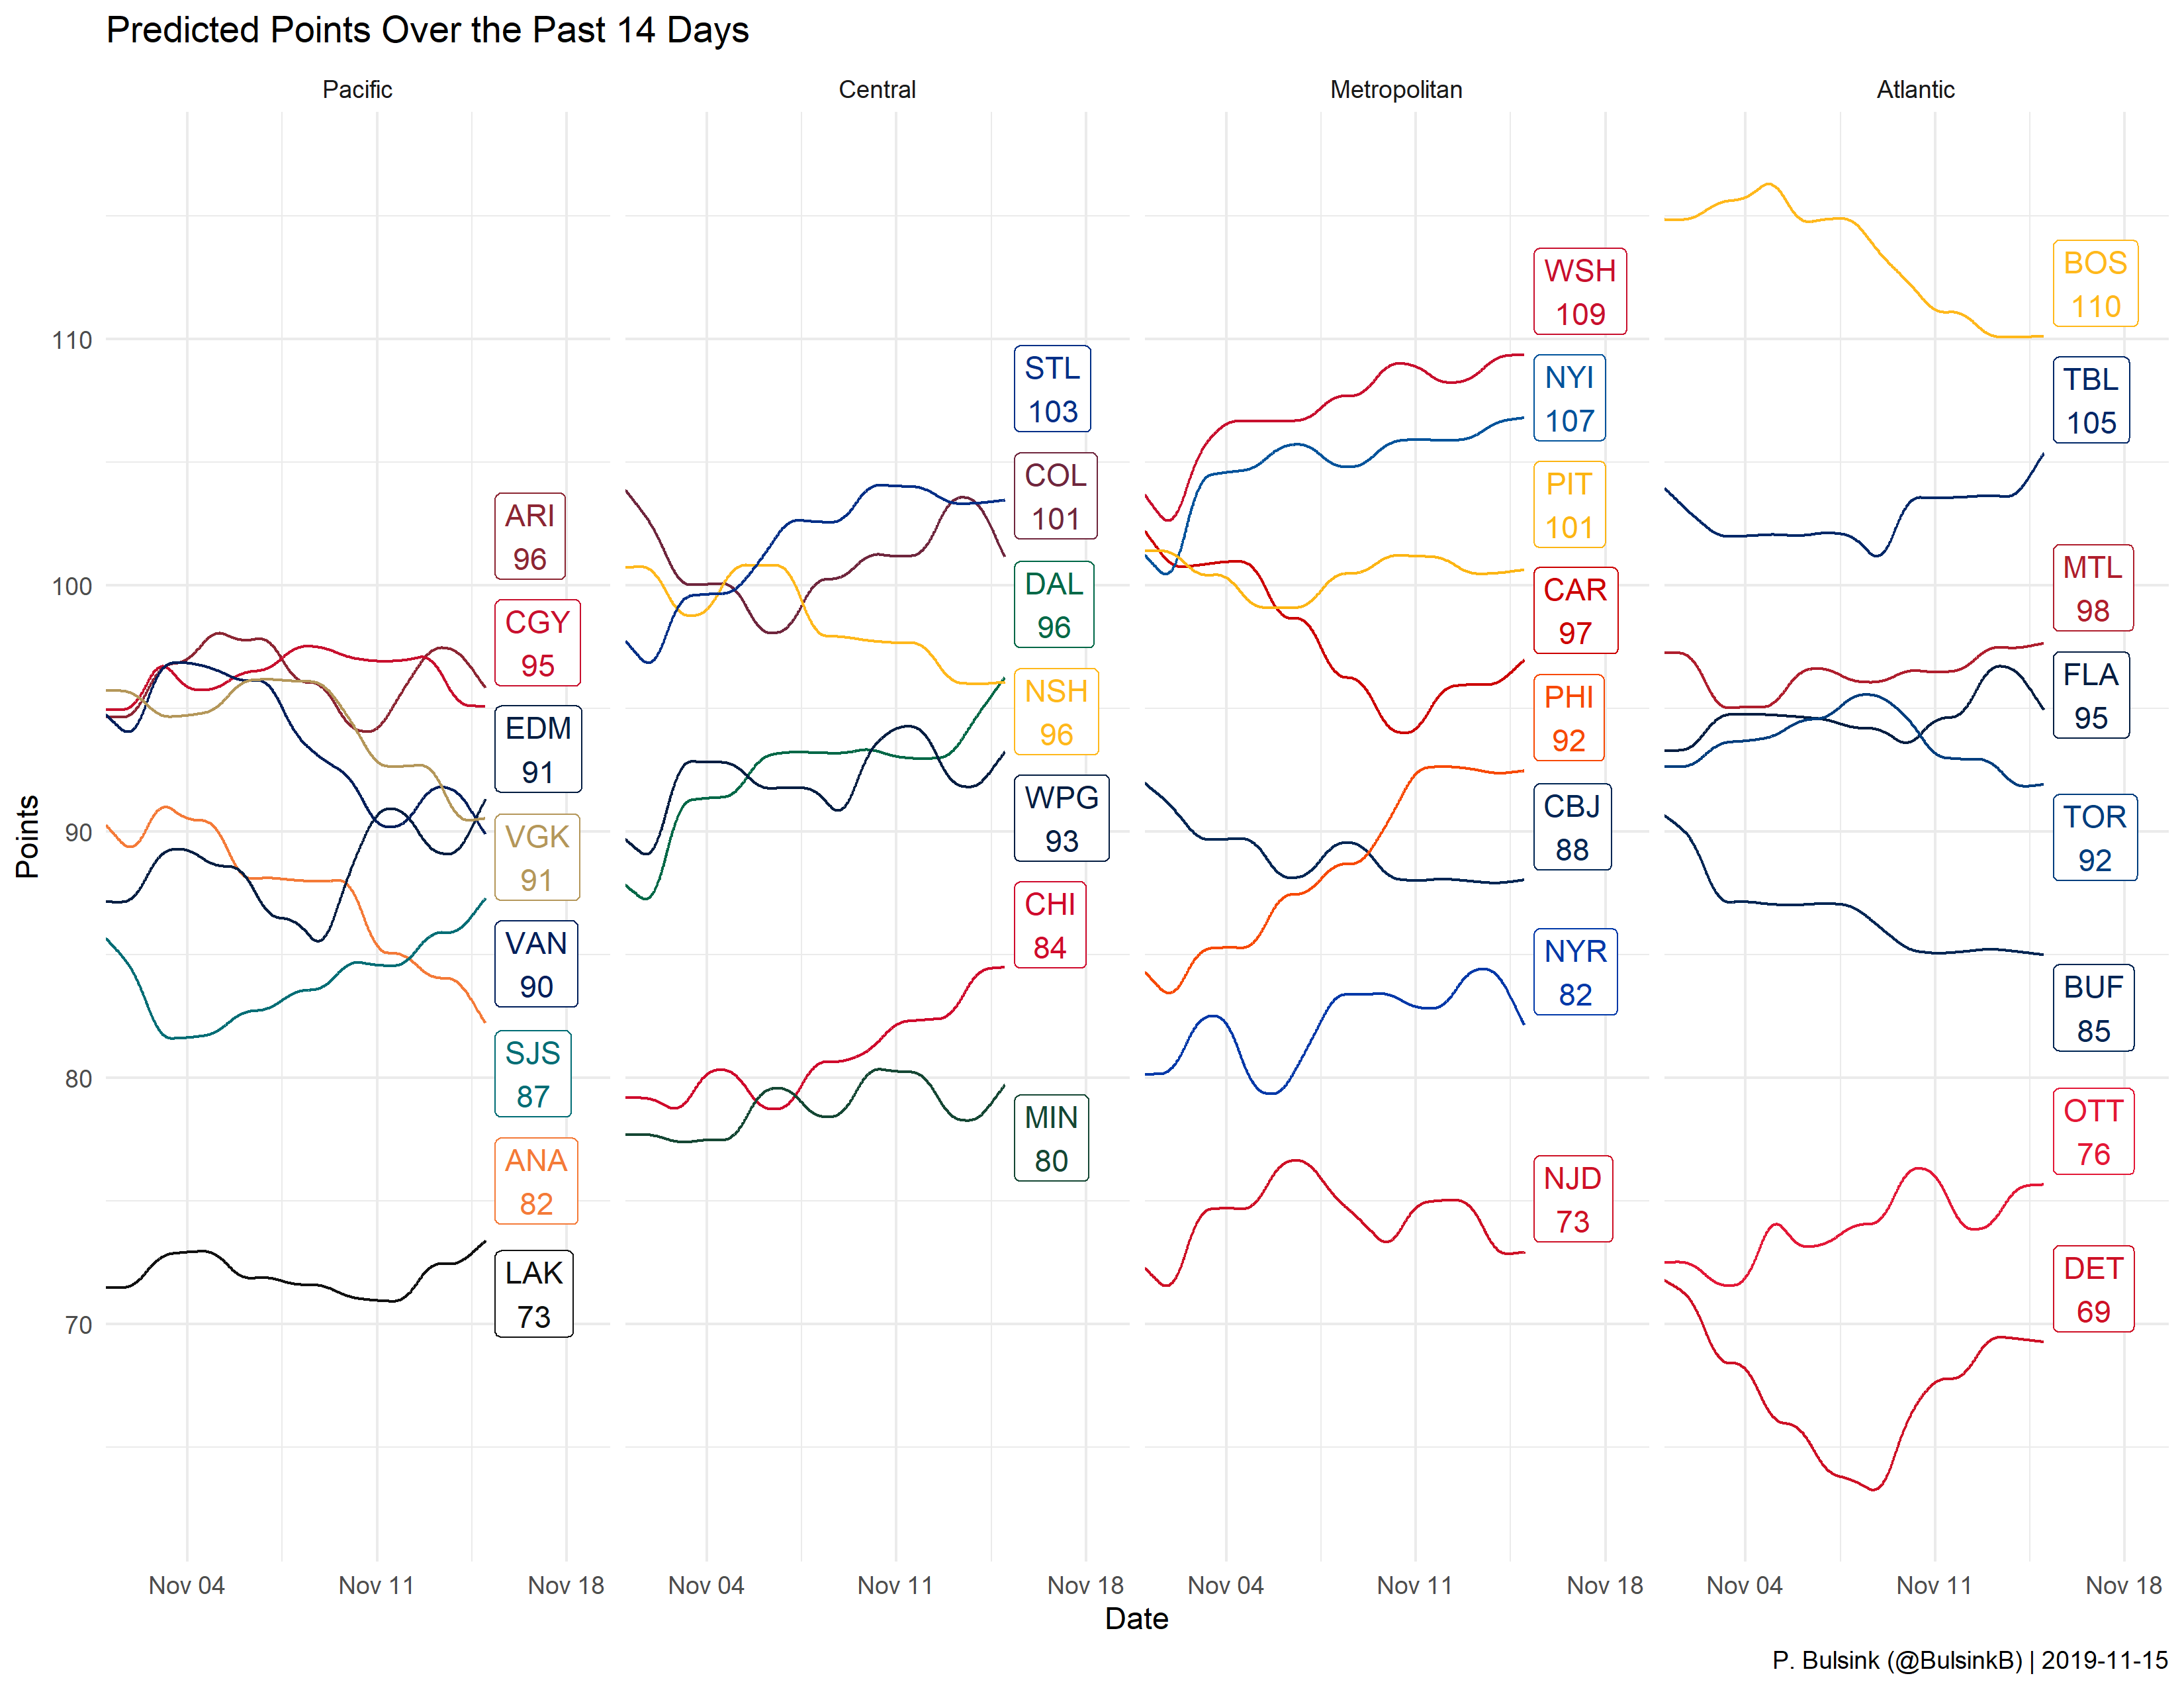 Predicted Points Over the Past 14 Days
Pacific
Central
Metropolitan
Atlantic
Points
110
100
90
80
70
ARI
96
CGY
95
EDM
91
VGK
91
VAN
90
SJS
87
ANA
82
LAK
73
STL
103
COL
101
DAL
96
NSH
96
WPG
93
CHI
84
MIN
80
WSH
109
NYI
107
PIT
101
CAR
97
PHI
92
CBJ
88
NYR
82
NJD
73
BOS
110
TBL
105
MTL
98
FLA
95
TOR
92
BUF
85
OTT
76
DET
69
Nov 04 Nov 11 Nov 18
Nov 04 Nov 11 Nov 18
Nov 04 Nov 11 Nov 18
Nov 04 Nov 11 Nov 18
Date
P. Bulsink (@BulsinkB) | 2019-11-15